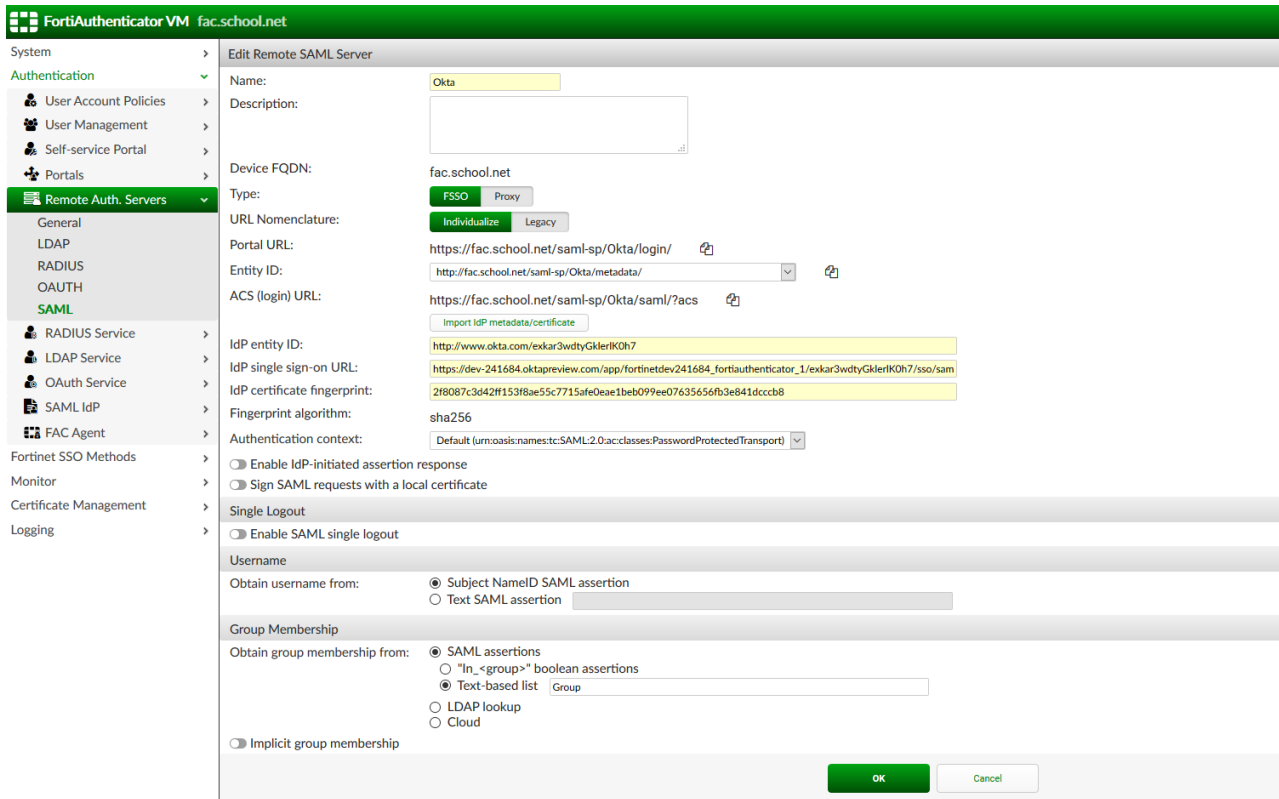 FortiAuthenticator VM fac.school.net
System
Authentication
User Account Policies
User Management
Self-service Portal
Portals
Remote Auth. Servers
General
LDAP
RADIUS
OAUTH
SAML
RADIUS Service
LDAP Service
OAuth Service
SAML IdP
FAC Agent
Fortinet SSO Methods
Monitor
Certificate Management
Logging
Edit Remote SAML Server
Name: Okta
Description:
Device FQDN: fac.school.net
Type: FSSO Proxy
URL Nomenclature: Individualize Legacy
Portal URL: https://fac.school.net/saml-sp/Okta/login/
Entity ID: http://fac.school.net/saml-sp/Okta/metadata/
ACS (login) URL: https://fac.school.net/saml-sp/Okta/saml/?acs
Import IdP metadata/certificate
IdP entity ID: http://www.okta.com/exkar3wdtyGklerlK0h7
IdP single sign-on URL: https://dev-241684.oktapreview.com/app/fortinetdev241684_fortiauthenticator_1/exkar3wdtyGklerlK0h7/sso/sam
IdP certificate fingerprint: 2f8087c3d42ff153f8ae55c7715afe0eae1beb099ee07635656fb3e841dcccb8
Fingerprint algorithm: sha256
Authentication context: Default (urn:oasis:names:tc:SAML:2.0:ac:classes:PasswordProtectedTransport)
Enable IdP-initiated assertion response
Sign SAML requests with a local certificate
Single Logout
Enable SAML single logout
Username
Obtain username from: Subject NameID SAML assertion
Text SAML assertion
Group Membership
Obtain group membership from: SAML assertions
"In_<group>" boolean assertions
Text-based list Group
LDAP lookup
Cloud
Implicit group membership
OK Cancel